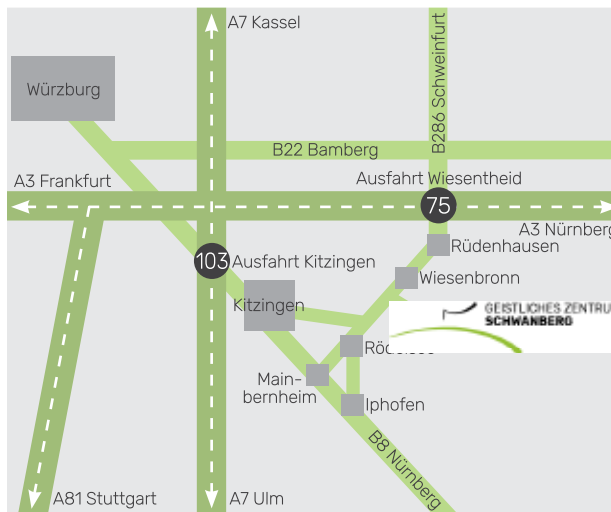 A7 Kassel
B286 Schweinfurt
Würzburg
B22 Bamberg
A3 Frankfurt
Ausfahrt Wiesentheid
75
A3 Nürnberg
Rüdenhausen
103 Ausfahrt Kitzingen
Wiesenbronn
Kitzingen
GEISTLICHES ZENTRU
SCHWANBERG
Main-
bernheim
Iphofen
B8 Nürnberg
A81 Stuttgart
A7 Ulm